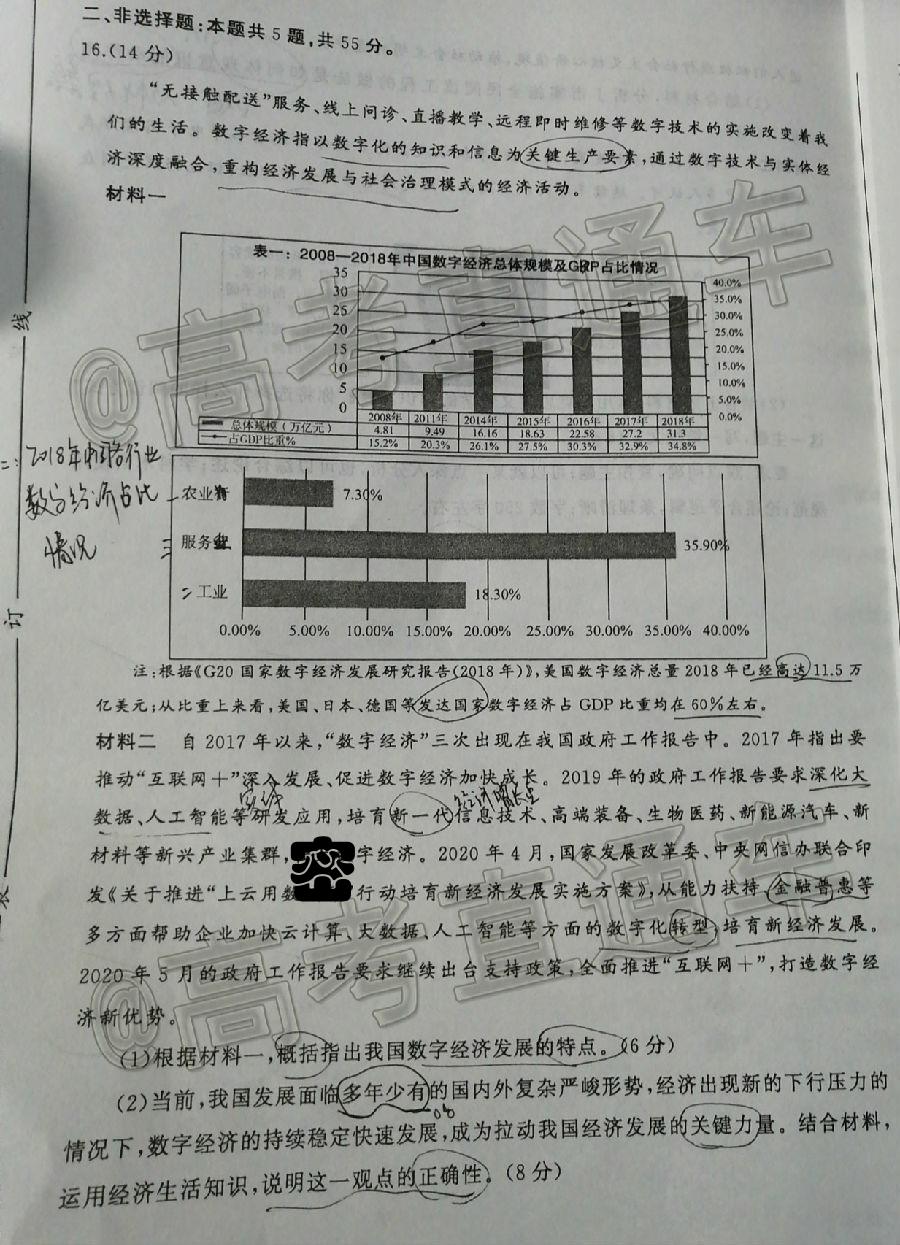 二、非选择题:本题共5题,共55分。
16.(14分)
“无接触配送”服务、线上问诊、直播教学、远程即时维修等数字技术的实施改变着我
们的生活。数字经济指以数字化的知识和信息为关键生产要素,通过数字技术与实体经
济深度融合,重构经济发展与社会治理模式的经济活动。
材料一
表一:2008—2018年中国数字经济总体规模及GRP占比情况
35 40.0%
30 35.0%
25 30.0%
20 25.0%
15 20.0%
10 15.0%
5 10.0%
0 5.0%
0.0%
2008年 2011年 2014年 2015年 2016年 2017年 2018年
总体规模(万亿元) 4.81 9.49 16.16 18.63 22.58 27.2 31.3
占GDP比重% 15.2% 20.3% 26.1% 27.5% 30.3% 32.9% 34.8%
二:2018年中国各行业
数字经济占比
情况
农业 7.30%
服务业 35.90%
工业 18.30%
0.00% 5.00% 10.00% 15.00% 20.00% 25.00% 30.00% 35.00% 40.00%
注:根据《G20国家数字经济发展研究报告(2018年)》,美国数字经济总量2018年已经高达11.5万
亿美元;从比重上来看,美国、日本、德国等发达国家数字经济占GDP比重均在60%左右。
材料二 自2017年以来,“数字经济”三次出现在我国政府工作报告中。2017年指出要
推动“互联网+”深入发展、促进数字经济加快成长。2019年的政府工作报告要求深化大
经济增长点
数据、人工智能等研发应用,培育新一代信息技术、高端装备、生物医药、新能源汽车、新
材料等新兴产业集群,字经济。2020年4月,国家发展改革委、中央网信办联合印
发《关于推进“上云用数行动培育新经济发展实施方案》,从能力扶持、金融普惠等
多方面帮助企业加快云计算、大数据、人工智能等方面的数字化转型,培育新经济发展。
2020年5月的政府工作报告要求继续出台支持政策,全面推进“互联网+”,打造数字经
济新优势。
(1)根据材料一,概括指出我国数字经济发展的特点。(6分)
(2)当前,我国发展面临多年少有的国内外复杂严峻形势,经济出现新的下行压力的
08
情况下,数字经济的持续稳定快速发展,成为拉动我国经济发展的关键力量。结合材料,
运用经济生活知识,说明这一观点的正确性。(8分)
线
订
@高考直通车
@高考直通车